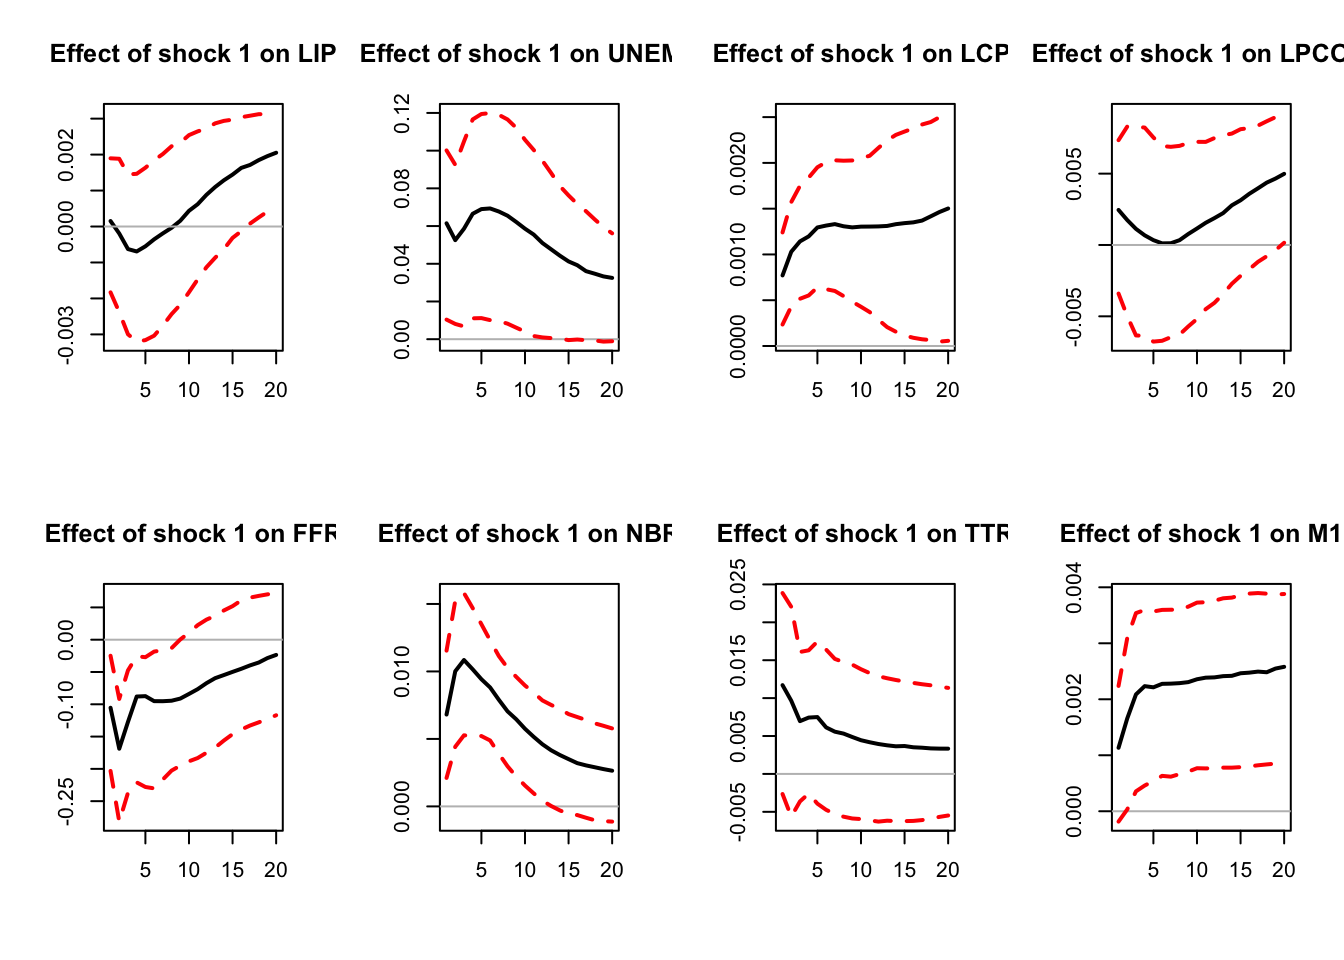 Effect of shock 1 on LIP
0.002
0.000
-0.003
5 10 15 20
Effect of shock 1 on UNEM
0.12
0.08
0.04
0.00
5 10 15 20
Effect of shock 1 on LCP
0.0020
0.0010
0.0000
5 10 15 20
Effect of shock 1 on LPCO
0.005
-0.005
5 10 15 20
Effect of shock 1 on FFR
0.00
-0.10
-0.25
5 10 15 20
Effect of shock 1 on NBR
0.010
0.000
5 10 15 20
Effect of shock 1 on TTR
0.025
0.015
0.005
-0.005
5 10 15 20
Effect of shock 1 on M1
0.004
0.002
0.000
5 10 15 20